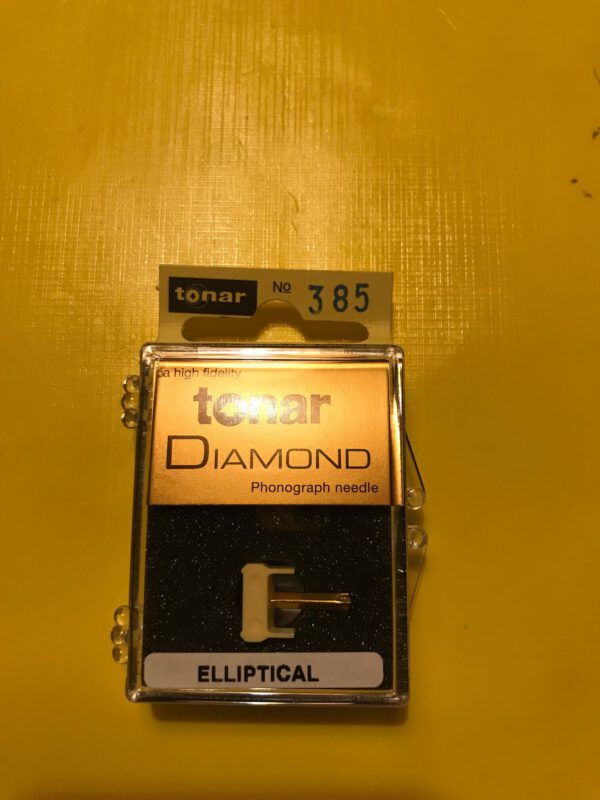 tonar No 385
a high fidelity
tonar
DIAMOND
Phonograph needle
ELLIPTICAL